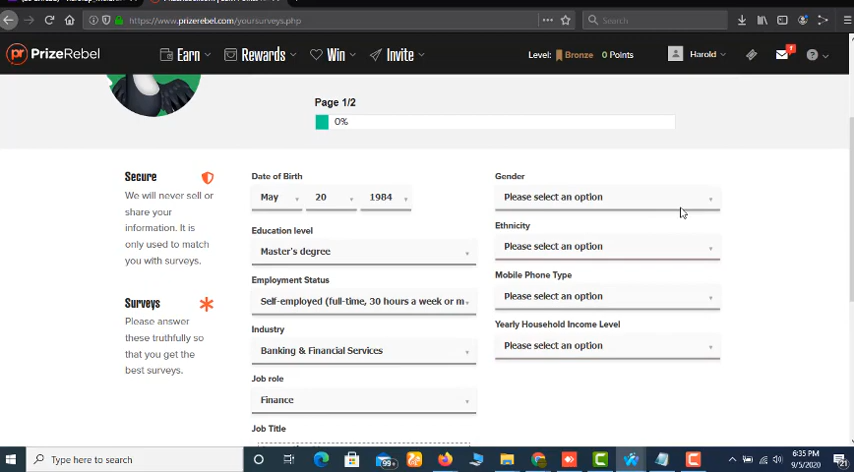 https://www.prizerebel.com/yoursurveys.php
Search
PrizeRebel
Earn
Rewards
Win
Invite
Level: Bronze 0 Points
Harold
Page 1/2
0%
Secure
We will never sell or
share your
information. It is
only used to match
you with surveys.
Surveys
Please answer
these truthfully so
that you get the
best surveys.
Date of Birth
May 20 1984
Education level
Master's degree
Employment Status
Self-employed (full-time, 30 hours a week or m
Industry
Banking & Financial Services
Job role
Finance
Job Title
Gender
Please select an option
Ethnicity
Please select an option
Mobile Phone Type
Please select an option
Yearly Household Income Level
Please select an option
Type here to search
99+
6:35 PM
9/5/2020
21